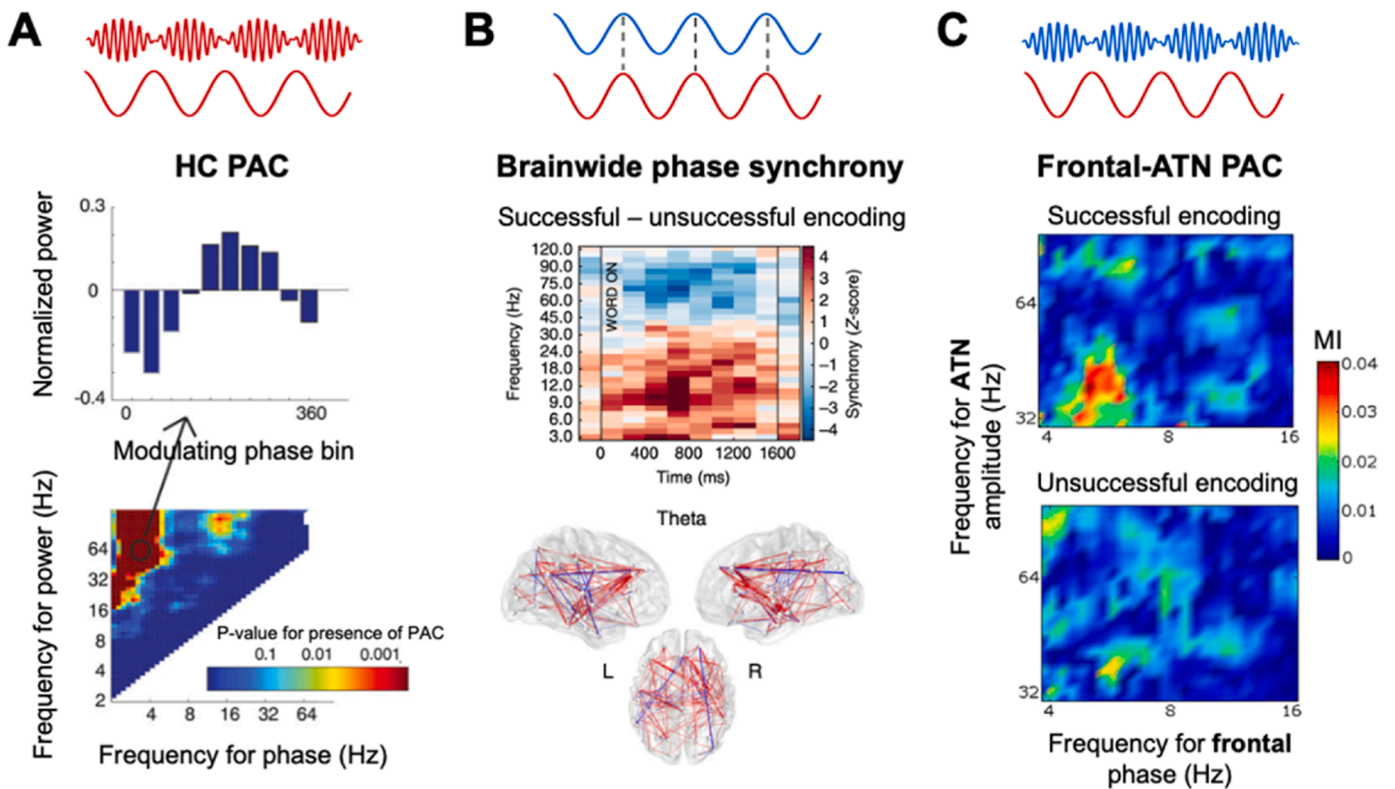 A
HC PAC
Normalized power
0.3
0
-0.4
0 360
Modulating phase bin
Frequency for power (Hz)
64
32
16
8
4
2
P-value for presence of PAC
0.1 0.01 0.001
4 8 16 32 64
Frequency for phase (Hz)
B
Brainwide phase synchrony
Successful – unsuccessful encoding
Frequency (Hz)
120.0
90.0
75.0
60.0
45.0
30.0
24.0
18.0
12.0
9.0
6.0
3.0
WORD ON
0 400 800 1200 1600
Time (ms)
4
3
2
1
0
−1
−2
−3
−4
Synchrony (Z-score)
Theta
L R
C
Frontal-ATN PAC
Successful encoding
64
32
4 8 16
Frequency for ATN
amplitude (Hz)
MI
0.04
0.03
0.02
0.01
0
Unsuccessful encoding
64
32
4 8 16
Frequency for frontal
phase (Hz)